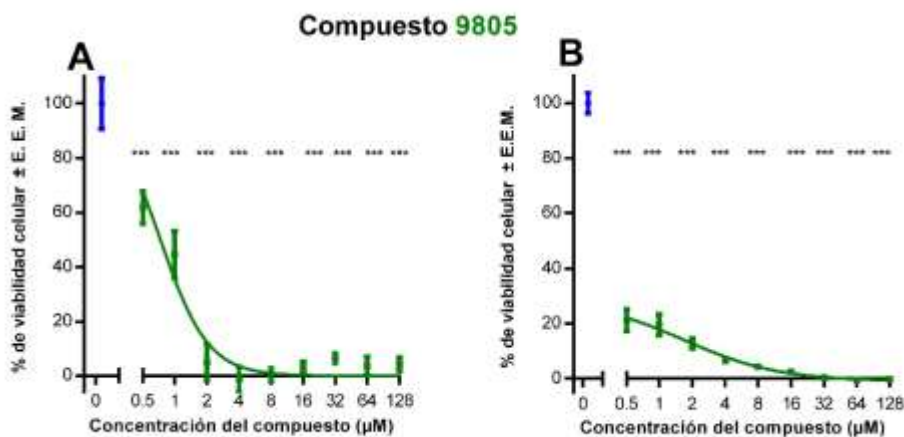 Compuesto 9805
A
% de viabilidad celular ± E. E. M.
100
80
60
40
20
0
*** *** *** *** *** *** *** *** ***
0 0.5 1 2 4 8 16 32 64 128
Concentración del compuesto (µM)
B
% de viabilidad celular ± E.E.M.
100
80
60
40
20
0
*** *** *** *** *** *** *** *** ***
0 0.5 1 2 4 8 16 32 64 128
Concentración del compuesto (µM)